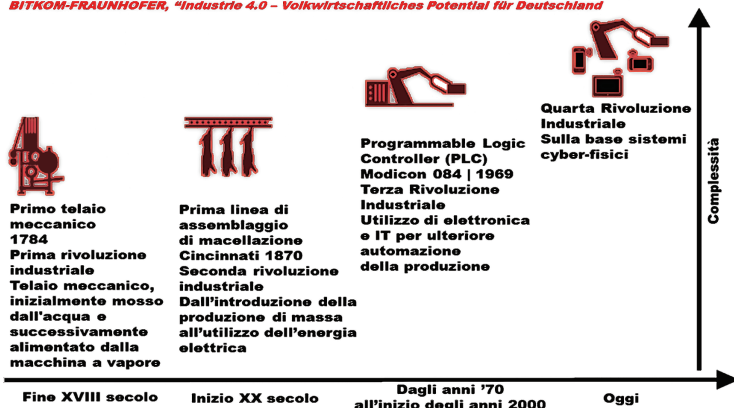 BITKOM-FRAUNHOFER, “Industrie 4.0 – Volkwirtschaftliches Potential für Deutschland
Primo telaio
meccanico
1784
Prima rivoluzione
industriale
Telaio meccanico,
inizialmente mosso
dall'acqua e
successivamente
alimentato dalla
macchina a vapore
Prima linea di
assemblaggio
di macellazione
Cincinnati 1870
Seconda rivoluzione
industriale
Dall’introduzione della
produzione di massa
all’utilizzo dell’energia
elettrica
Programmable Logic
Controller (PLC)
Modicon 084 | 1969
Terza Rivoluzione
Industriale
Utilizzo di elettronica
e IT per ulteriore
automazione
della produzione
Quarta Rivoluzione
Industriale
Sulla base sistemi
cyber-fisici
Complessità
Fine XVIII secolo
Inizio XX secolo
Dagli anni ’70
all’inizio degli anni 2000
Oggi